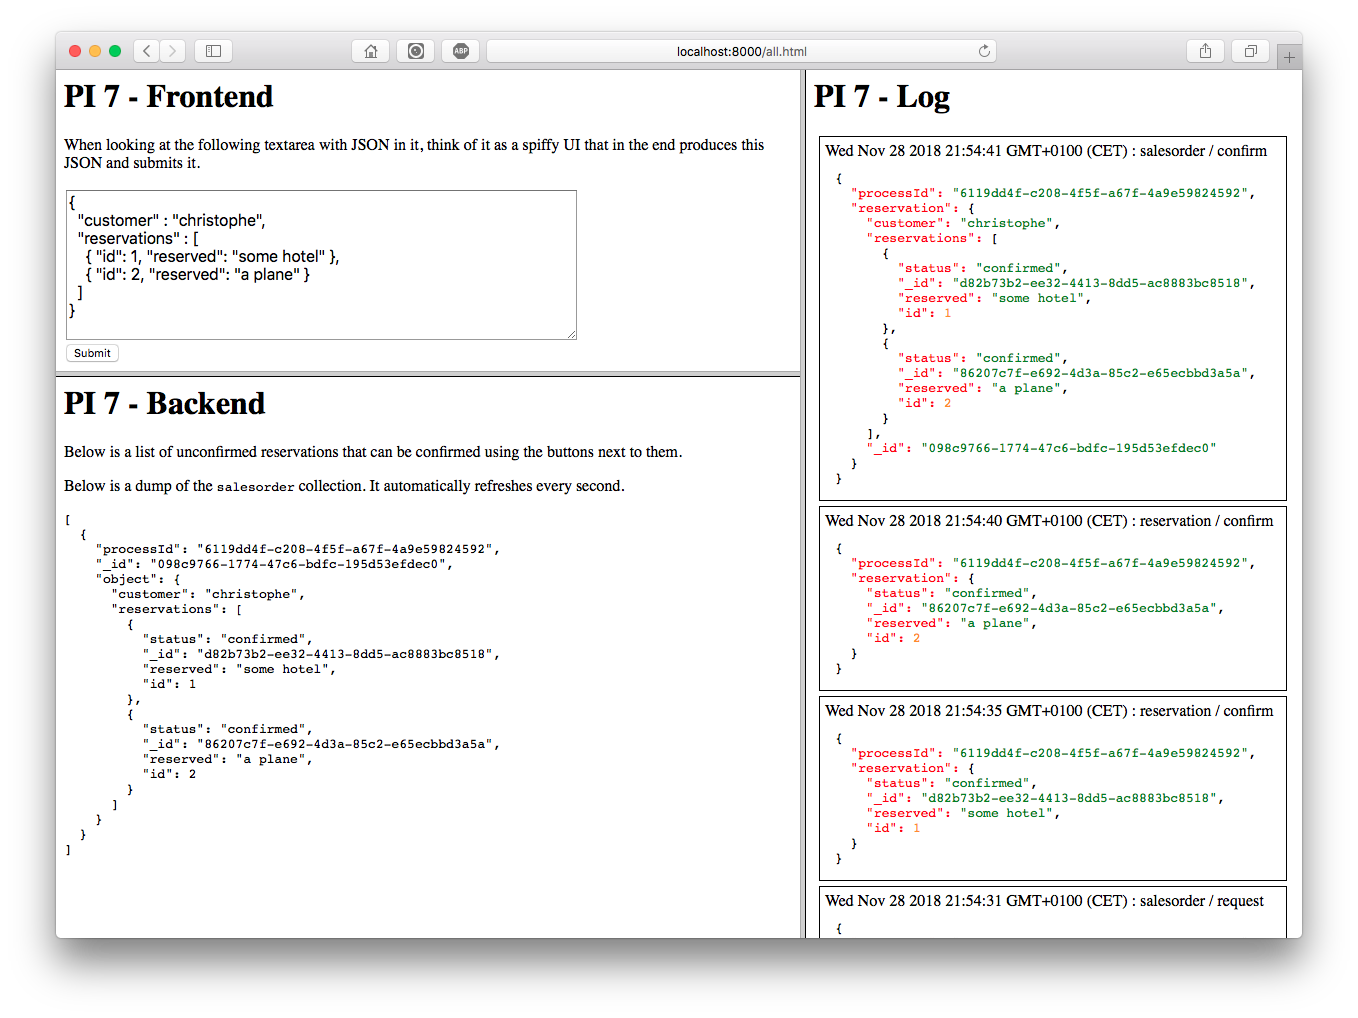 ABP
localhost:8000/all.html
PI 7 - Frontend
When looking at the following textarea with JSON in it, think of it as a spiffy UI that in the end produces this
JSON and submits it.
{
"customer" : "christophe",
"reservations" : [
{ "id": 1, "reserved": "some hotel" },
{ "id": 2, "reserved": "a plane" }
]
}
Submit
PI 7 - Backend
Below is a list of unconfirmed reservations that can be confirmed using the buttons next to them.
Below is a dump of the salesorder collection. It automatically refreshes every second.
[
{
"processId": "6119dd4f-c208-4f5f-a67f-4a9e59824592",
"_id": "098c9766-1774-47c6-bdfc-195d53efdec0",
"object": {
"customer": "christophe",
"reservations": [
{
"status": "confirmed",
"_id": "d82b73b2-ee32-4413-8dd5-ac8883bc8518",
"reserved": "some hotel",
"id": 1
},
{
"status": "confirmed",
"_id": "86207c7f-e692-4d3a-85c2-e65ecbbd3a5a",
"reserved": "a plane",
"id": 2
}
]
}
}
]
PI 7 - Log
Wed Nov 28 2018 21:54:41 GMT+0100 (CET) : salesorder / confirm
{
"processId": "6119dd4f-c208-4f5f-a67f-4a9e59824592",
"reservation": {
"customer": "christophe",
"reservations": [
{
"status": "confirmed",
"_id": "d82b73b2-ee32-4413-8dd5-ac8883bc8518",
"reserved": "some hotel",
"id": 1
},
{
"status": "confirmed",
"_id": "86207c7f-e692-4d3a-85c2-e65ecbbd3a5a",
"reserved": "a plane",
"id": 2
}
],
"_id": "098c9766-1774-47c6-bdfc-195d53efdec0"
}
}
Wed Nov 28 2018 21:54:40 GMT+0100 (CET) : reservation / confirm
{
"processId": "6119dd4f-c208-4f5f-a67f-4a9e59824592",
"reservation": {
"status": "confirmed",
"_id": "86207c7f-e692-4d3a-85c2-e65ecbbd3a5a",
"reserved": "a plane",
"id": 2
}
}
Wed Nov 28 2018 21:54:35 GMT+0100 (CET) : reservation / confirm
{
"processId": "6119dd4f-c208-4f5f-a67f-4a9e59824592",
"reservation": {
"status": "confirmed",
"_id": "d82b73b2-ee32-4413-8dd5-ac8883bc8518",
"reserved": "some hotel",
"id": 1
}
}
Wed Nov 28 2018 21:54:31 GMT+0100 (CET) : salesorder / request
{